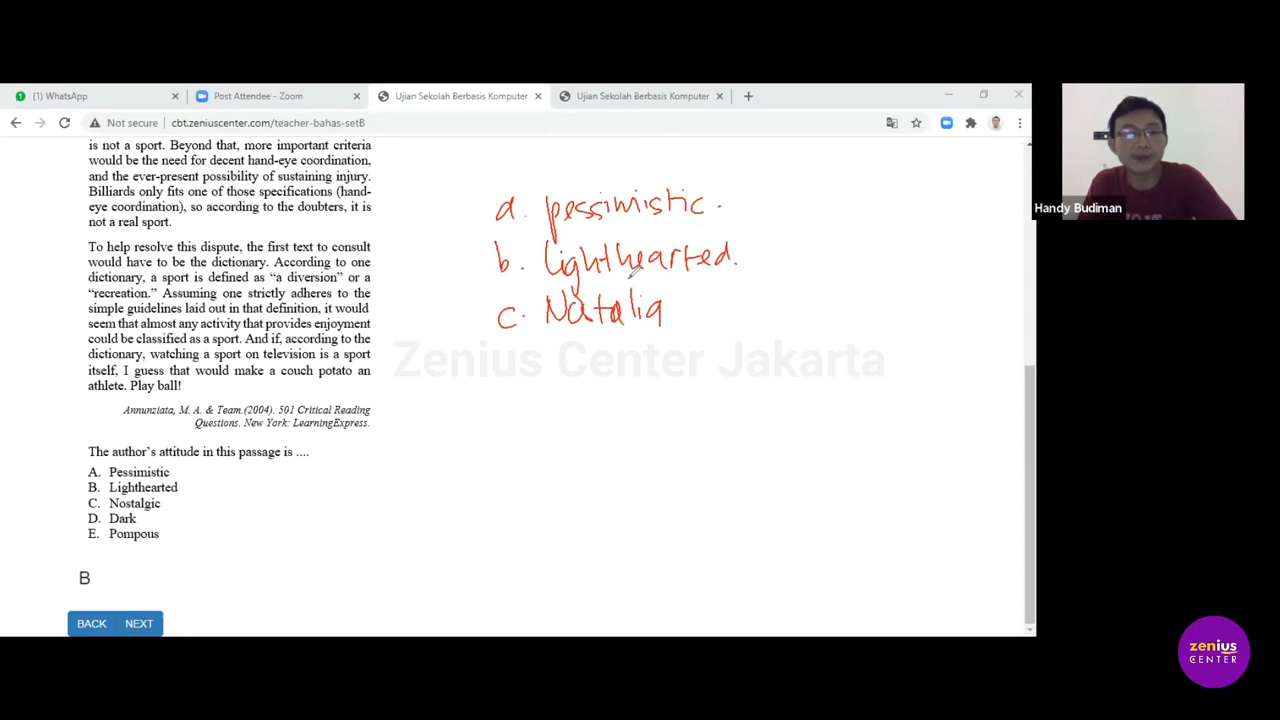 (1) WhatsApp
Post Attendee - Zoom
Ujian Sekolah Berbasis Komputer
Ujian Sekolah Berbasis Komputer
Not secure
cbt.zeniuscenter.com/teacher-bahas-setB
is not a sport. Beyond that, more important criteria
would be the need for decent hand-eye coordination,
and the ever-present possibility of sustaining injury.
Billiards only fits one of those specifications (hand-
eye coordination), so according to the doubters, it is
not a real sport.
To help resolve this dispute, the first text to consult
would have to be the dictionary. According to one
dictionary, a sport is defined as “a diversion” or a
“recreation.” Assuming one strictly adheres to the
simple guidelines laid out in that definition, it would
seem that almost any activity that provides enjoyment
could be classified as a sport. And if, according to the
dictionary, watching a sport on television is a sport
itself, I guess that would make a couch potato an
athlete. Play ball!
Annunziata, M. A. & Team.(2004). 501 Critical Reading
Questions. New York: LearningExpress.
The author’s attitude in this passage is ....
A. Pessimistic
B. Lighthearted
C. Nostalgic
D. Dark
E. Pompous
B
BACK
NEXT
a. pessimistic.
b. lighthearted.
c. Natalia
Zenius Center Jakarta
Handy Budiman
zenius
CENTER